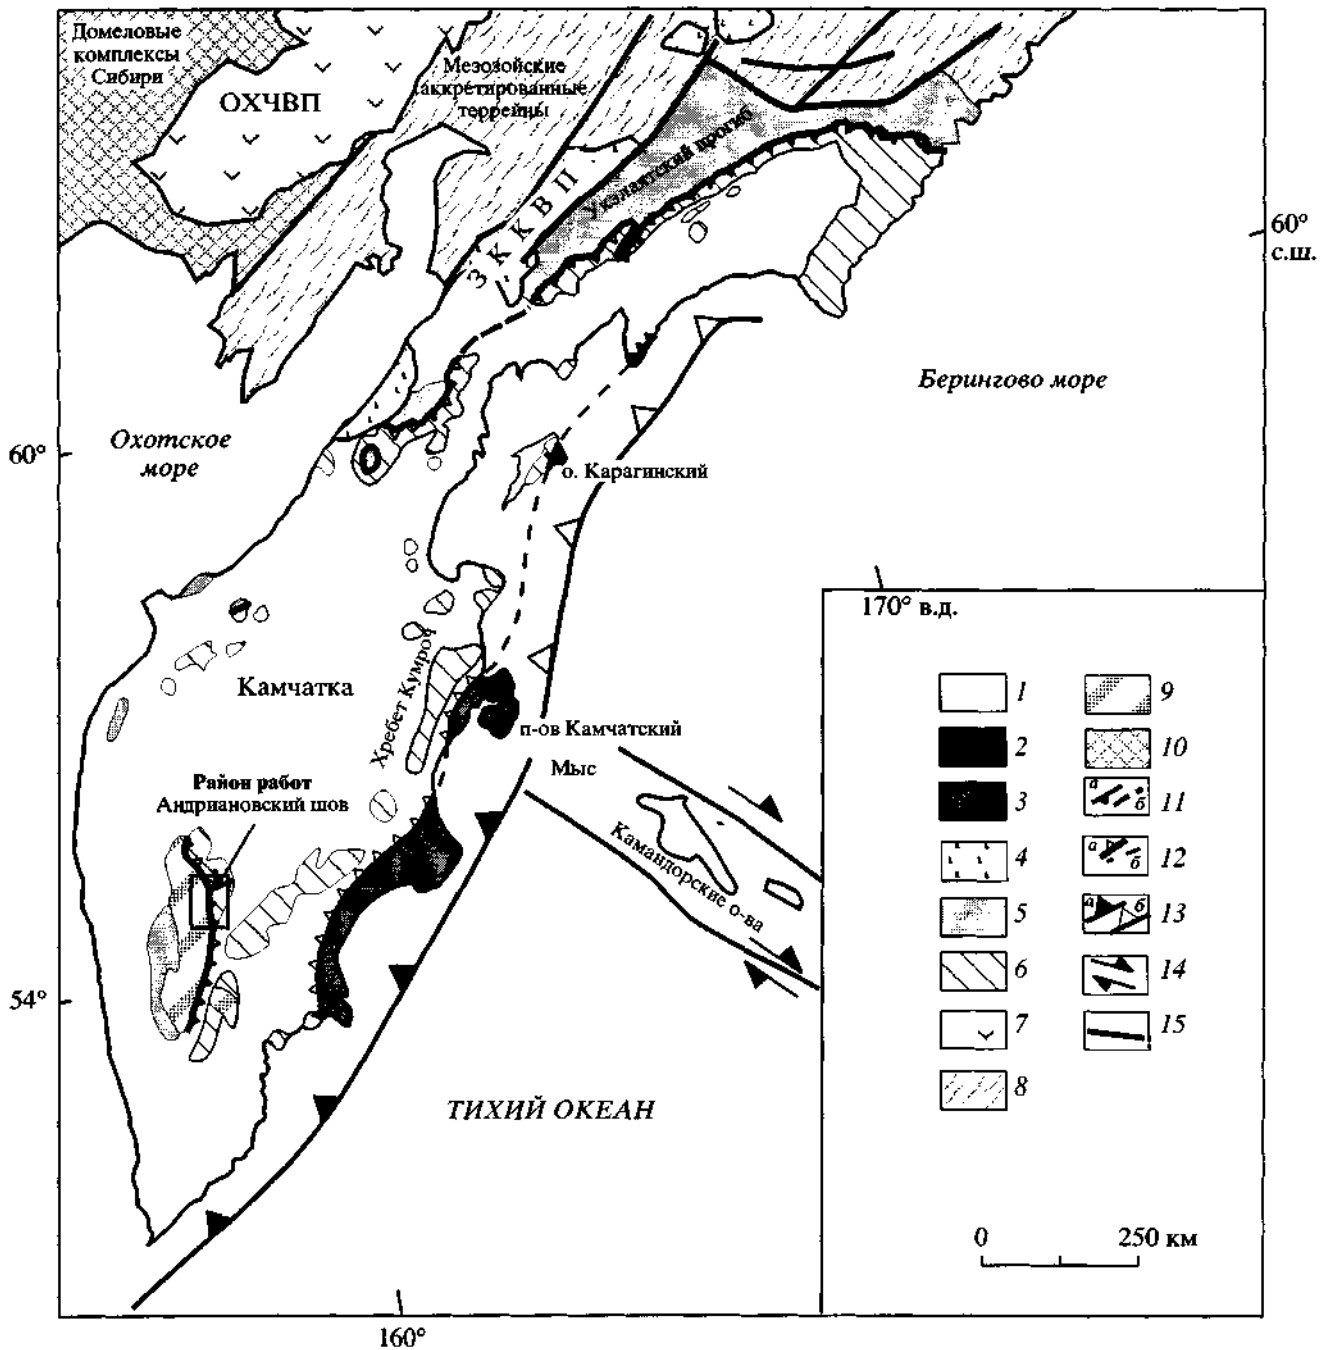 Домеловые
комплексы
Сибири
ОХЧВП
Мезозойские
аккретированные
террейны
Укэлаятский прогиб
ЗККВП
60°
с.ш.
Берингово море
Охотское
море
60°
о. Карагинский
170° в.д.
Камчатка
Хребет Кумроч
п-ов Камчатский
Мыс
Район работ
Андриановский шов
Камандорские о-ва
54°
ТИХИЙ ОКЕАН
160°
1
2
3
4
5
6
7
8
9
10
а б 11
а б 12
а б 13
14
15
0 250 км